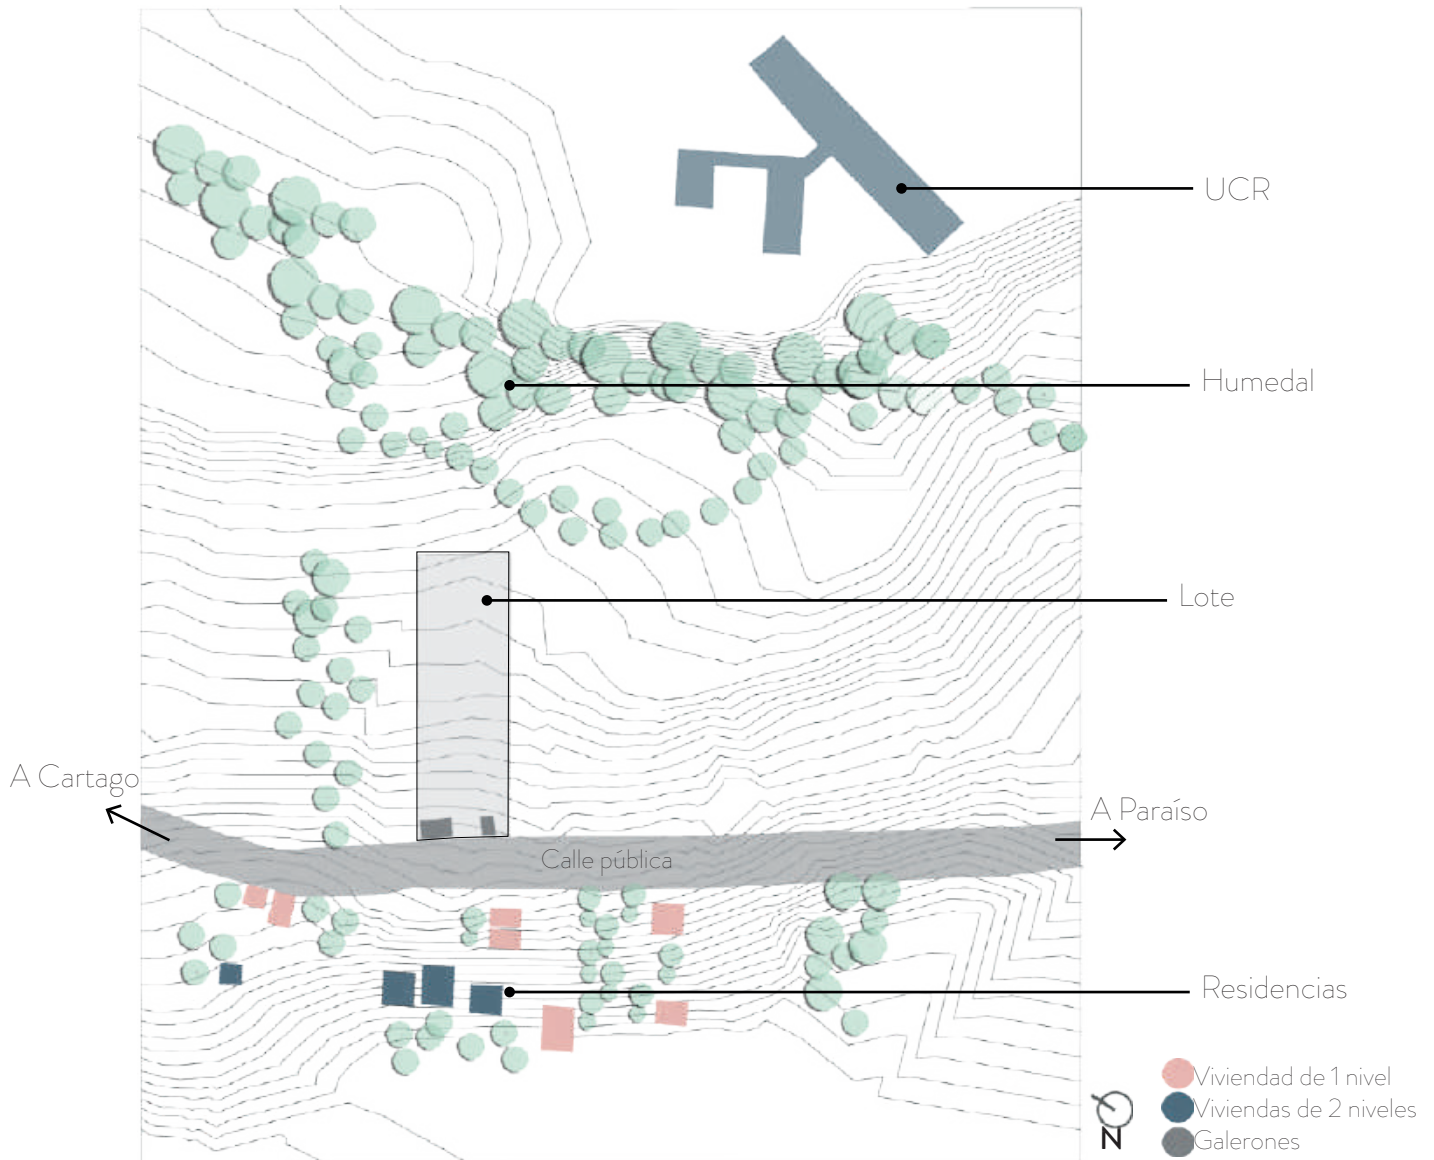 UCR
Humedal
Lote
A Cartago
A Paraíso
Calle pública
Residencias
Viviendad de 1 nivel
Viviendas de 2 niveles
Galerones
N